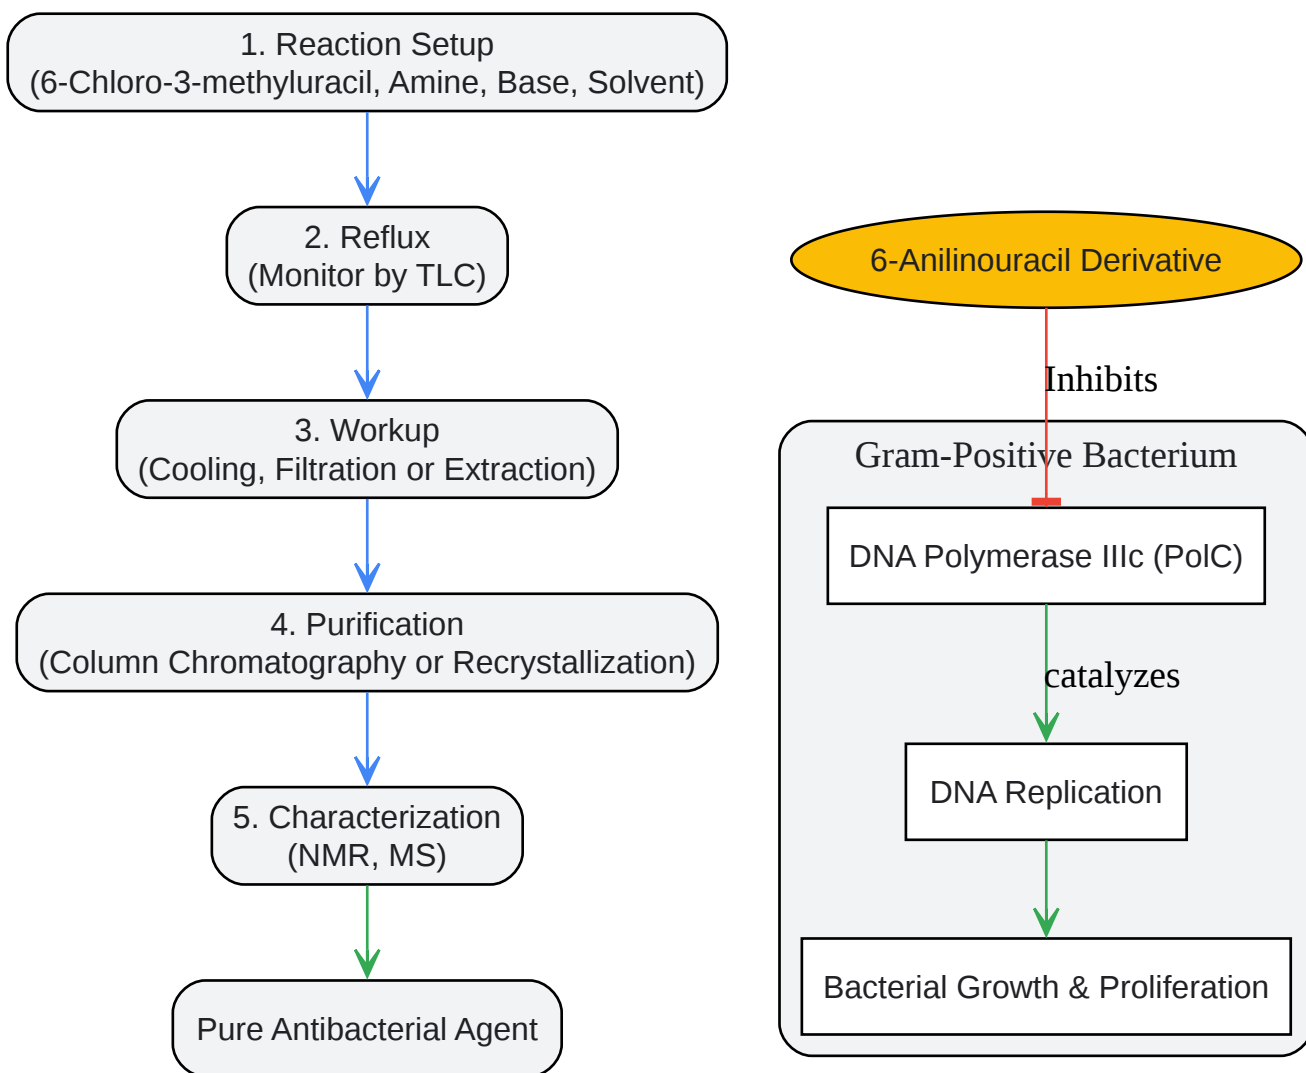 1. Reaction Setup
(6-Chloro-3-methyluracil, Amine, Base, Solvent)
2. Reflux
(Monitor by TLC)
3. Workup
(Cooling, Filtration or Extraction)
4. Purification
(Column Chromatography or Recrystallization)
5. Characterization
(NMR, MS)
Pure Antibacterial Agent
6-Anilinouracil Derivative
Inhibits
Gram-Positive Bacterium
DNA Polymerase IIIc (PolC)
catalyzes
DNA Replication
Bacterial Growth & Proliferation